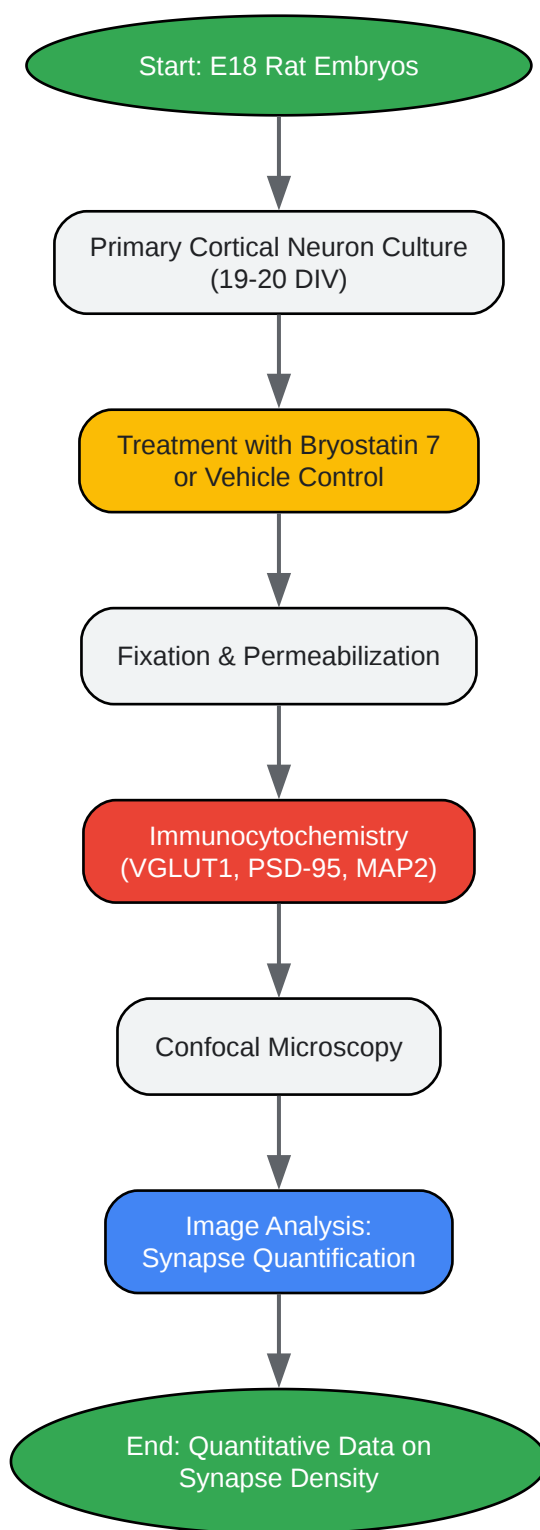 Start: E18 Rat Embryos
Primary Cortical Neuron Culture
(19-20 DIV)
Treatment with Bryostatin 7
or Vehicle Control
Fixation & Permeabilization
Immunocytochemistry
(VGLUT1, PSD-95, MAP2)
Confocal Microscopy
Image Analysis:
Synapse Quantification
End: Quantitative Data on
Synapse Density